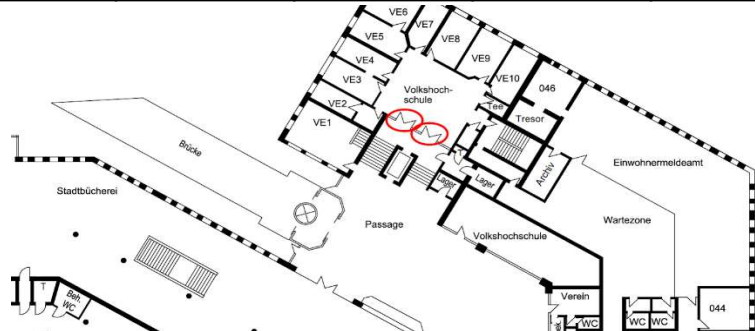 VE6
VE7
VE5
VE8
VE4
VE9
VE3
VE10
046
Volkshoch-
schule
VE2
Tee
Tresor
VE1
Brücke
Einwohnermeldeamt
Archiv
Stadtbücherei
Lager
Lager
Wartezone
Passage
Volkshochschule
T
Beh.
WC
Verein
044
WC
WC
WC